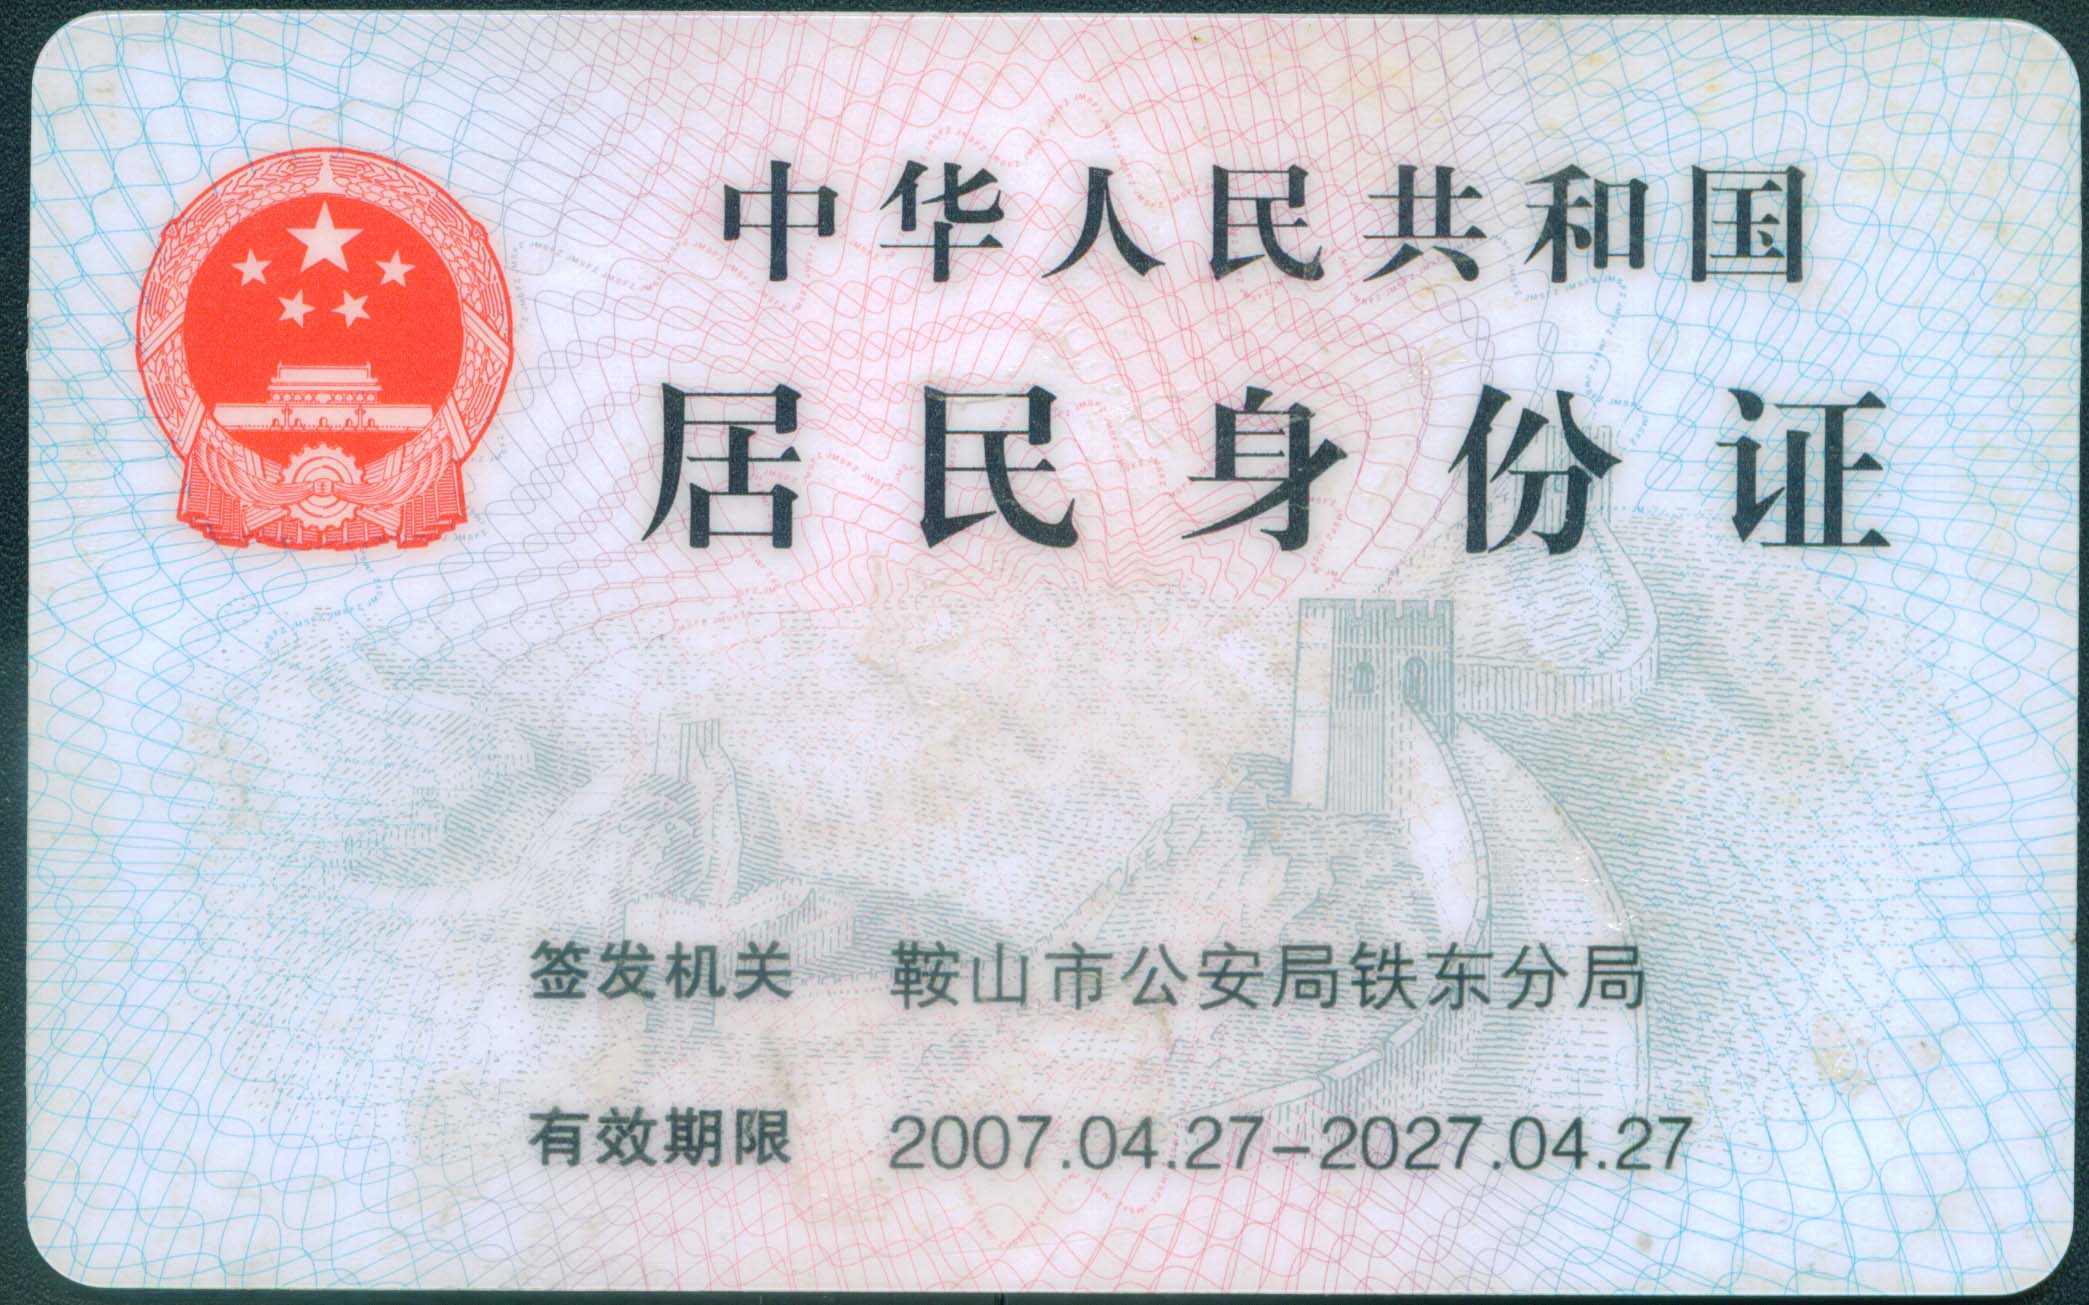 中华人民共和国
居民身份证
签发机关 鞍山市公安局铁东分局
有效期限 2007.04.27-2027.04.27